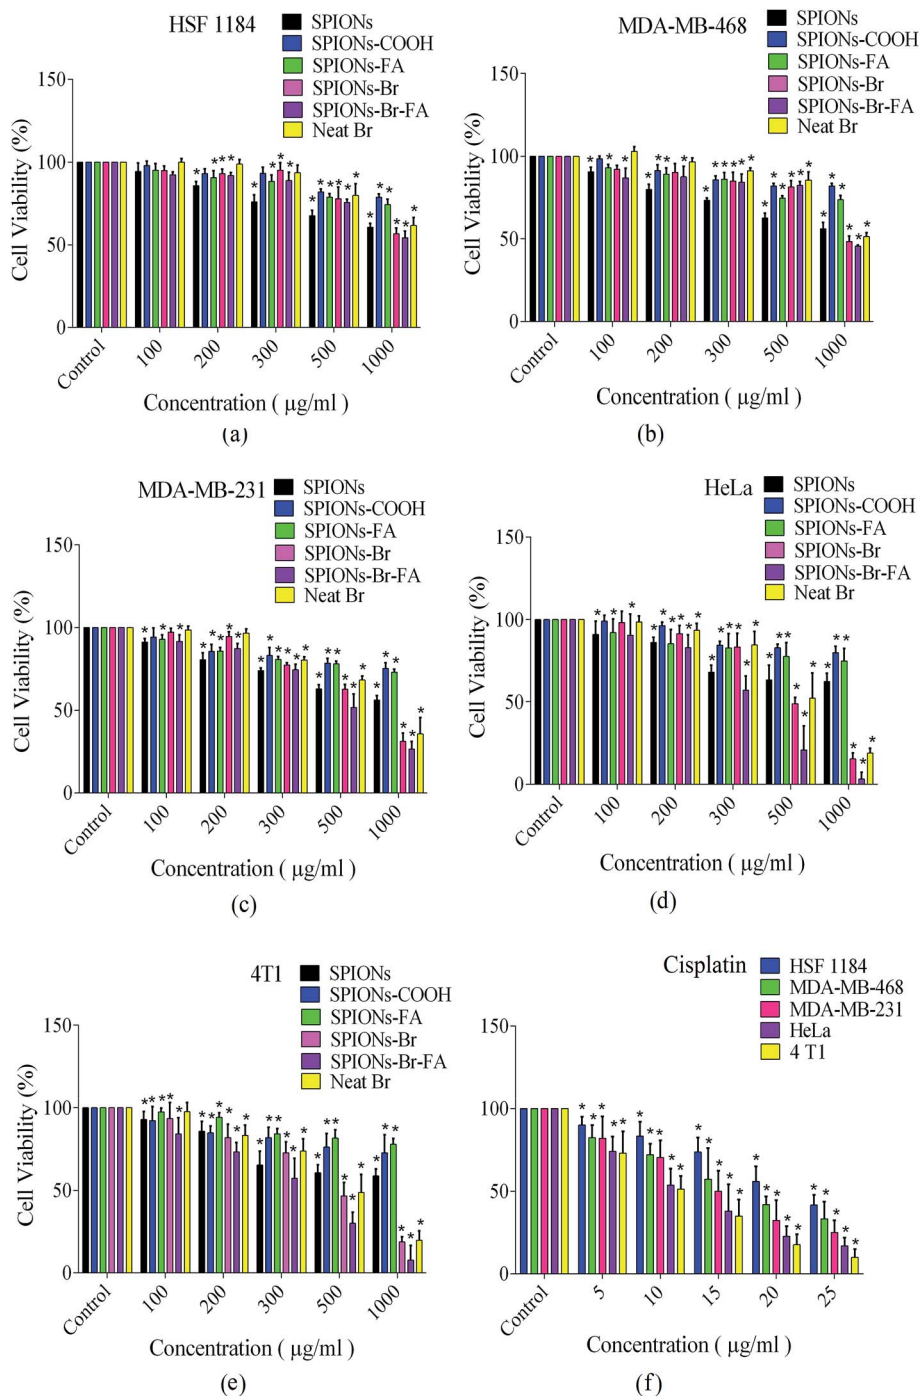 HSF 1184
SPIONs
SPIONs-COOH
SPIONs-FA
SPIONs-Br
SPIONs-Br-FA
Neat Br
Cell Viability (%)
150
100
50
0
Control
100
200
300
500
1000
Concentration ( μg/ml )
(a)
MDA-MB-468
SPIONs
SPIONs-COOH
SPIONs-FA
SPIONs-Br
SPIONs-Br-FA
Neat Br
Cell Viability (%)
150
100
50
0
Control
100
200
300
500
1000
Concentration ( μg/ml )
(b)
MDA-MB-231
SPIONs
SPIONs-COOH
SPIONs-FA
SPIONs-Br
SPIONs-Br-FA
Neat Br
Cell Viability (%)
150
100
50
0
Control
100
200
300
500
1000
Concentration ( μg/ml )
(c)
HeLa
SPIONs
SPIONs-COOH
SPIONs-FA
SPIONs-Br
SPIONs-Br-FA
Neat Br
Cell Viability (%)
150
100
50
0
Control
100
200
300
500
1000
Concentration ( μg/ml )
(d)
4T1
SPIONs
SPIONs-COOH
SPIONs-FA
SPIONs-Br
SPIONs-Br-FA
Neat Br
Cell Viability (%)
150
100
50
0
Control
100
200
300
500
1000
Concentration ( μg/ml )
(e)
Cisplatin
HSF 1184
MDA-MB-468
MDA-MB-231
HeLa
4 T1
Cell Viability (%)
150
100
50
0
Control
5
10
15
20
25
Concentration ( μg/ml )
(f)